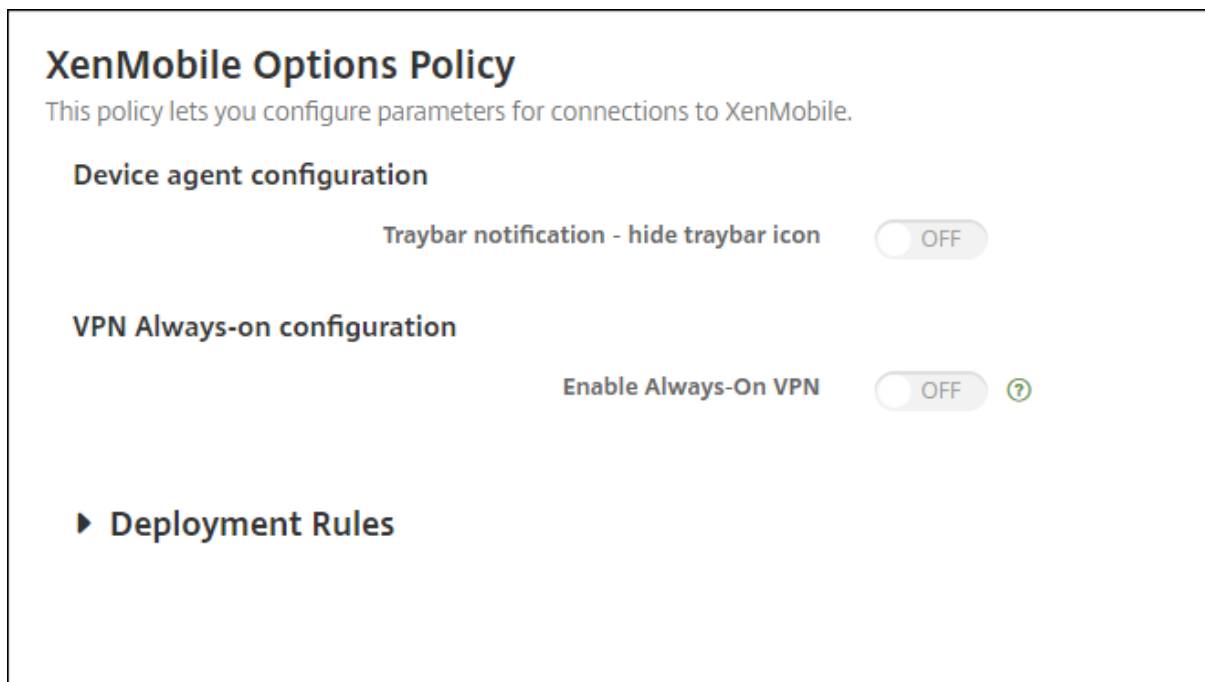 XenMobile Options Policy
This policy lets you configure parameters for connections to XenMobile.
Device agent configuration
Traybar notification - hide traybar icon OFF
VPN Always-on configuration
Enable Always-On VPN OFF ?
Deployment Rules